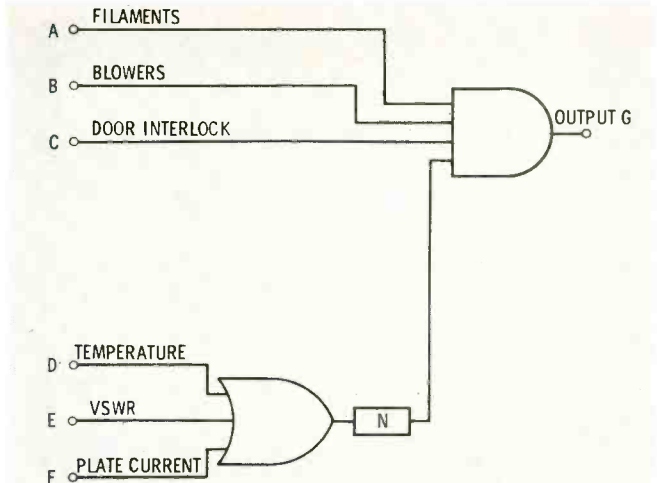 A FILAMENTS
B BLOWERS
C DOOR INTERLOCK
OUTPUT G
D TEMPERATURE
E VSWR
N
F PLATE CURRENT